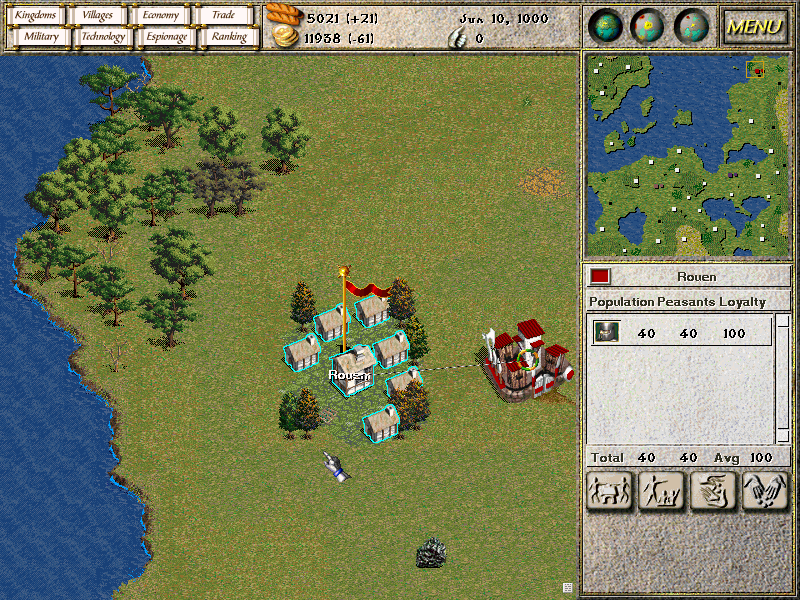 Kingdoms Villages Economy Trade
Military Technology Espionage Ranking
5021 (+21) Jun 10, 1000
11938 (-61) 0
MENU
Rouen
Population Peasants Loyalty
40 40 100
Total 40 40 Avg 100
Rouen